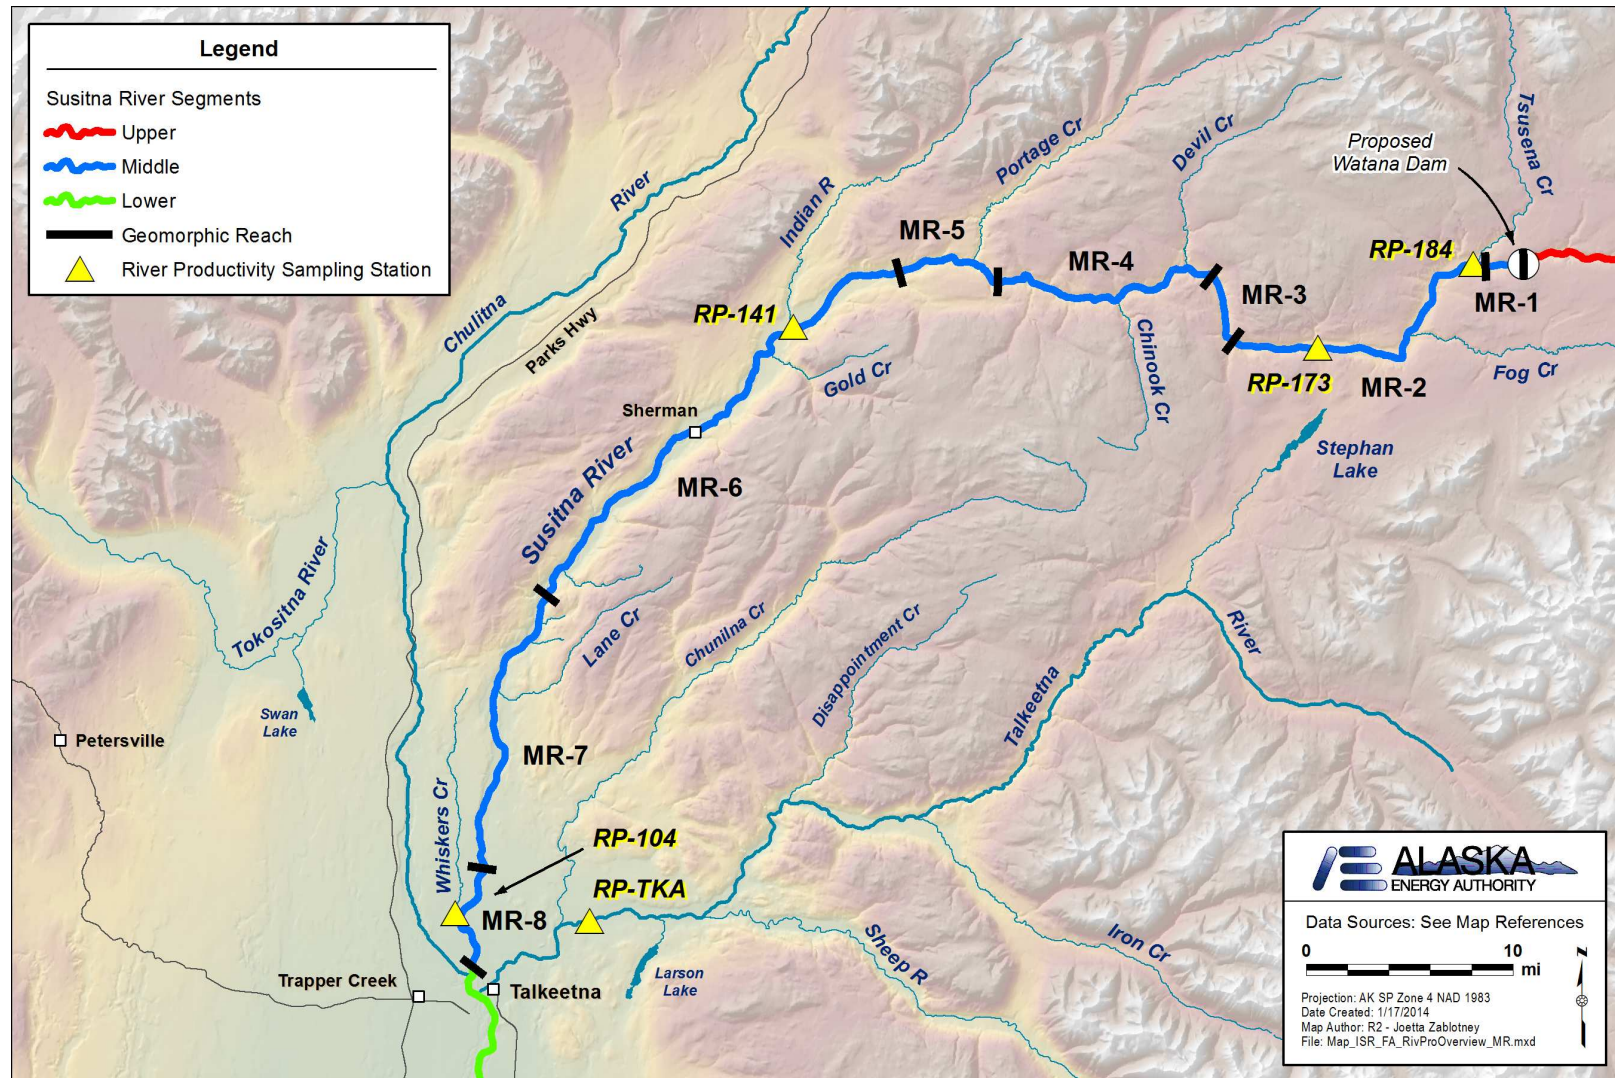 Legend
Susitna River Segments
Upper
Middle
Lower
Geomorphic Reach
River Productivity Sampling Station
Tsusena Cr
Proposed
Watana Dam
Portage Cr
Devil Cr
River
Indian R
MR-5
MR-4
RP-184
MR-1
MR-3
RP-141
Chulitna
Parks Hwy
Chinook Cr
Gold Cr
RP-173
MR-2
Fog Cr
Sherman
Stephan
Lake
Susitna River
MR-6
Tokositna River
Lane Cr
Chunilna Cr
Disappointment Cr
River
Talkeetna
Swan
Lake
Petersville
MR-7
Whiskers Cr
RP-104
RP-TKA
MR-8
Sheep R
Iron Cr
Larson
Lake
Trapper Creek
Talkeetna
ALASKA
ENERGY AUTHORITY
Data Sources: See Map References
0 10
mi
N
Projection: AK SP Zone 4 NAD 1983
Date Created: 1/17/2014
Map Author: R2 - Joetta Zablotney
File: Map_ISR_FA_RivProOverview_MR.mxd